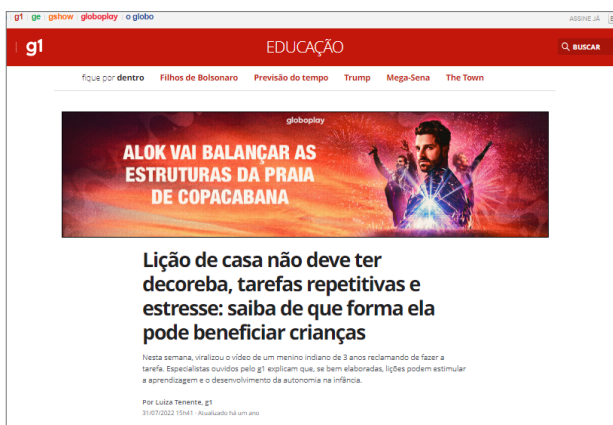 g1 ge gshow globoplay o globo
ASSINE JÁ
g1
EDUCAÇÃO
BUSCAR
fique por dentro Filhos de Bolsonaro Previsão do tempo Trump Mega-Sena The Town
globoplay
ALOK VAI BALANÇAR AS
ESTRUTURAS DA PRAIA
DE COPACABANA
Lição de casa não deve ter
decoreba, tarefas repetitivas e
estresse: saiba de que forma ela
pode beneficiar crianças
Nesta semana, viralizou o vídeo de um menino indiano de 3 anos reclamando de fazer a
tarefa. Especialistas ouvidos pelo g1 explicam que, se bem elaboradas, lições podem estimular
a aprendizagem e o desenvolvimento da autonomia na infância.
Por Luiza Tenente, g1
31/07/2022 15h41 · Atualizado há um ano